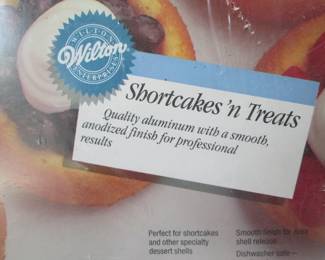 WILTON
Wilton
ENTERPRISES
Shortcakes 'n Treats
Quality aluminum with a smooth,
anodized finish for professional
results
Perfect for shortcakes
and other specialty
dessert shells
Smooth finish for easy
shell release
Dishwasher safe —